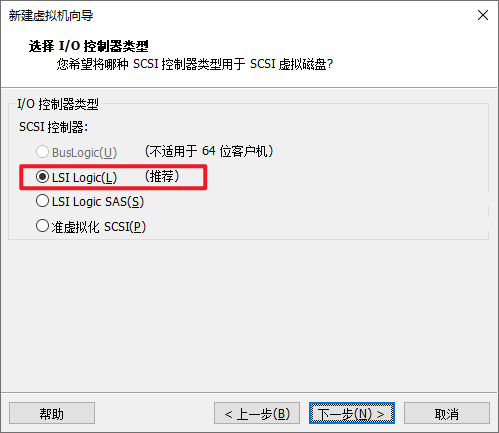 新建虚拟机向导
选择 I/O 控制器类型
您希望将哪种 SCSI 控制器类型用于 SCSI 虚拟磁盘?
I/O 控制器类型
SCSI 控制器:
BusLogic(U) (不适用于 64 位客户机)
LSI Logic(L) (推荐)
LSI Logic SAS(S)
准虚拟化 SCSI(P)
帮助 < 上一步(B) 下一步(N) > 取消